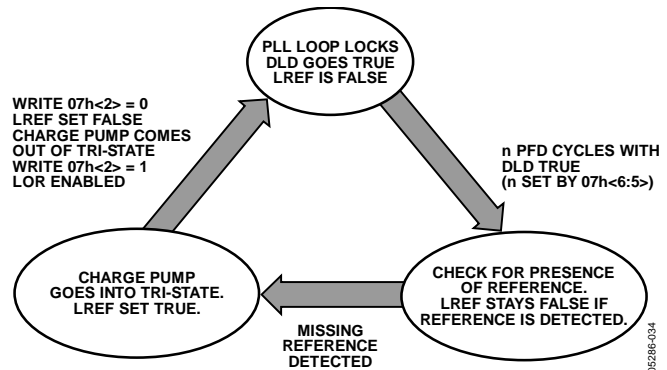 PLL LOOP LOCKS
DLD GOES TRUE
LREF IS FALSE
WRITE 07h<2> = 0
LREF SET FALSE
CHARGE PUMP COMES
OUT OF TRI-STATE
WRITE 07h<2> = 1
LOR ENABLED
n PFD CYCLES WITH
DLD TRUE
(n SET BY 07h<6:5>)
CHARGE PUMP
GOES INTO TRI-STATE.
LREF SET TRUE.
CHECK FOR PRESENCE
OF REFERENCE.
LREF STAYS FALSE IF
REFERENCE IS DETECTED.
MISSING
REFERENCE
DETECTED
05286-034